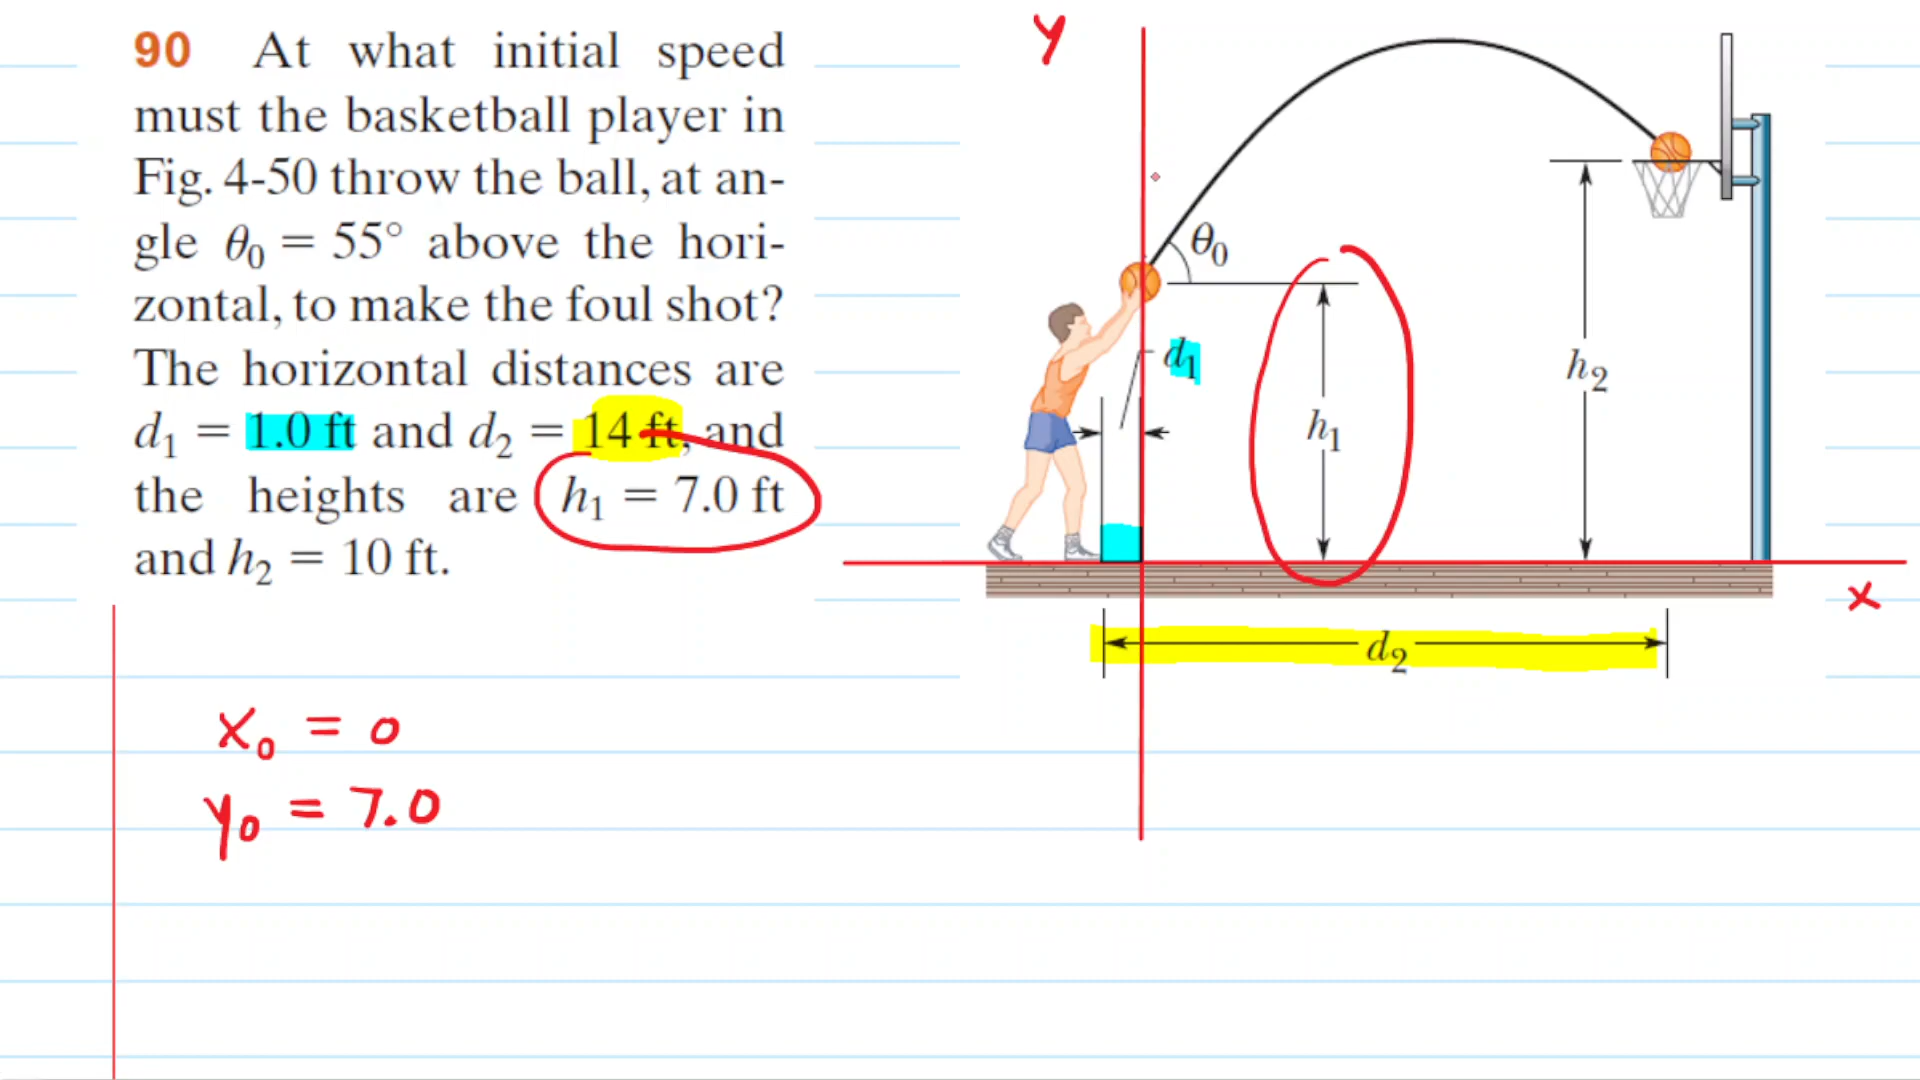 90 At what initial speed
must the basketball player in
Fig. 4-50 throw the ball, at an-
gle θ₀ = 55° above the hori-
zontal, to make the foul shot?
The horizontal distances are
d₁ = 1.0 ft and d₂ = 14 ft, and
the heights are h₁ = 7.0 ft
and h₂ = 10 ft.
y
θ₀
d₁
h₁
h₂
x
d₂
x₀ = 0
y₀ = 7.0